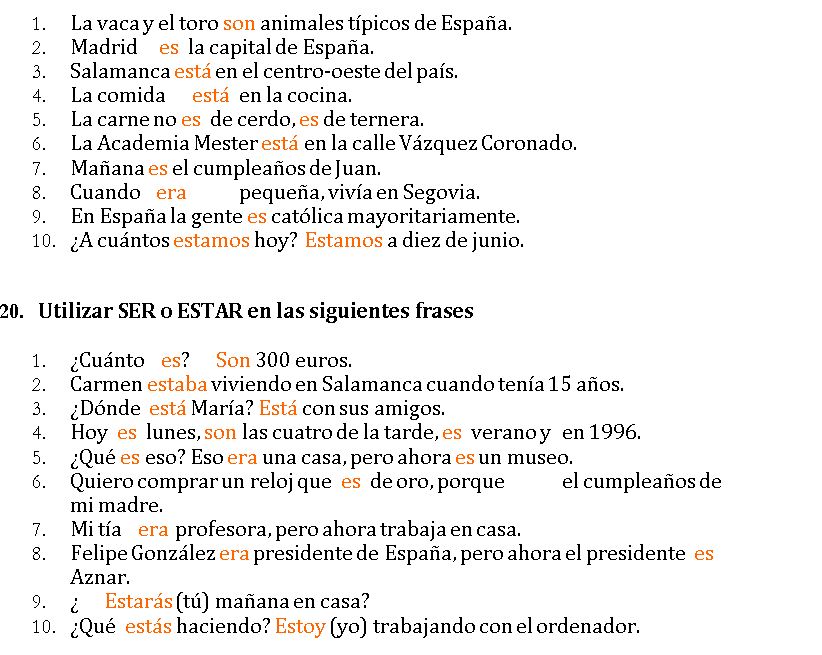 1. La vaca y el toro son animales típicos de España.
2. Madrid es la capital de España.
3. Salamanca está en el centro-oeste del país.
4. La comida está en la cocina.
5. La carne no es de cerdo, es de ternera.
6. La Academia Mester está en la calle Vázquez Coronado.
7. Mañana es el cumpleaños de Juan.
8. Cuando era pequeña, vivía en Segovia.
9. En España la gente es católica mayoritariamente.
10. ¿A cuántos estamos hoy? Estamos a diez de junio.
20. Utilizar SER o ESTAR en las siguientes frases
1. ¿Cuánto es? Son 300 euros.
2. Carmen estaba viviendo en Salamanca cuando tenía 15 años.
3. ¿Dónde está María? Está con sus amigos.
4. Hoy es lunes, son las cuatro de la tarde, es verano y en 1996.
5. ¿Qué es eso? Eso era una casa, pero ahora es un museo.
6. Quiero comprar un reloj que es de oro, porque el cumpleaños de
mi madre.
7. Mi tía era profesora, pero ahora trabaja en casa.
8. Felipe González era presidente de España, pero ahora el presidente es
Aznar.
9. ¿ Estarás (tú) mañana en casa?
10. ¿Qué estás haciendo? Estoy (yo) trabajando con el ordenador.